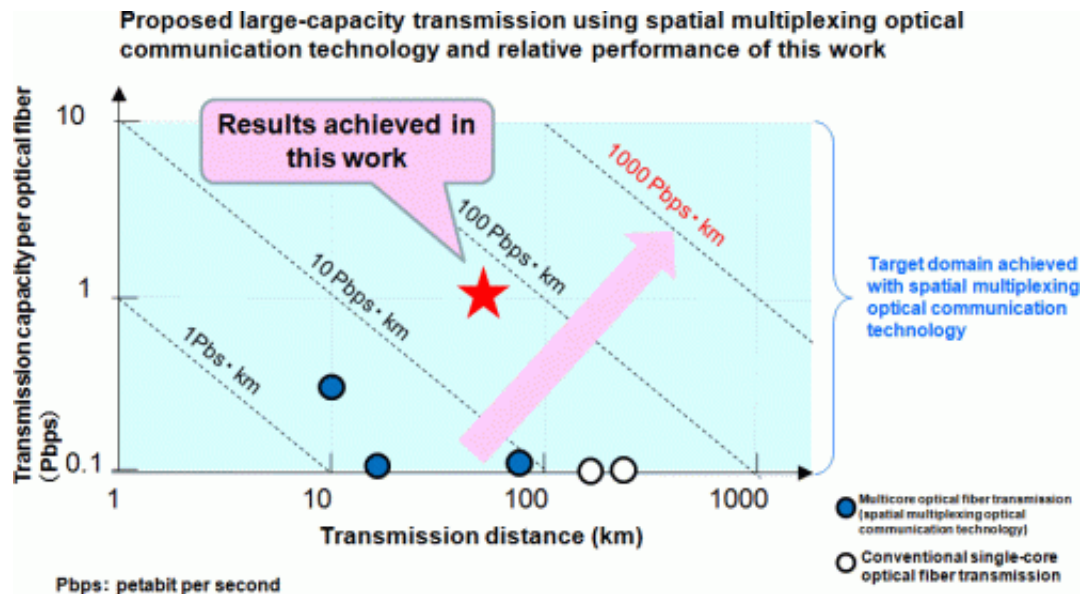 Proposed large-capacity transmission using spatial multiplexing optical
communication technology and relative performance of this work
Transmission capacity per optical fiber
(Pbps)
10
1
0.1
Results achieved in
this work
1Pbs・km
10 Pbps・km
100 Pbps・km
1000 Pbps・km
Target domain achieved
with spatial multiplexing
optical communication
technology
1
10
100
1000
Transmission distance (km)
Multicore optical fiber transmission
(spatial multiplexing optical
communication technology)
Conventional single-core
optical fiber transmission
Pbps: petabit per second